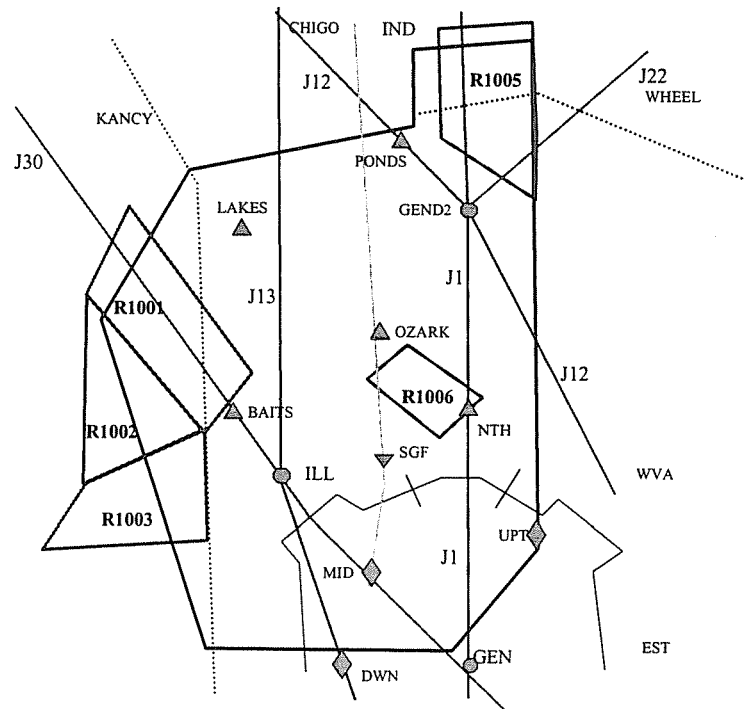 CHIGO
IND
J12
J22
R1005
WHEEL
KANCY
J30
PONDS
LAKES
GEND2
J1
J13
R1001
OZARK
J12
R1006
BAITS
NTH
R1002
SGF
ILL
WVA
R1003
UPT
J1
MID
EST
GEN
DWN